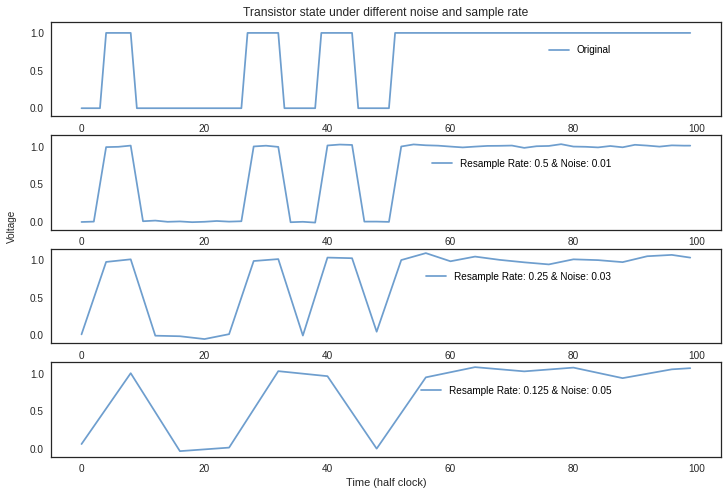 Transistor state under different noise and sample rate
1.0
0.5
0.0
Original
0 20 40 60 80 100
1.0
0.5
0.0
Resample Rate: 0.5 & Noise: 0.01
0 20 40 60 80 100
Voltage
1.0
0.5
0.0
Resample Rate: 0.25 & Noise: 0.03
0 20 40 60 80 100
1.0
0.5
0.0
Resample Rate: 0.125 & Noise: 0.05
0 20 40 60 80 100
Time (half clock)